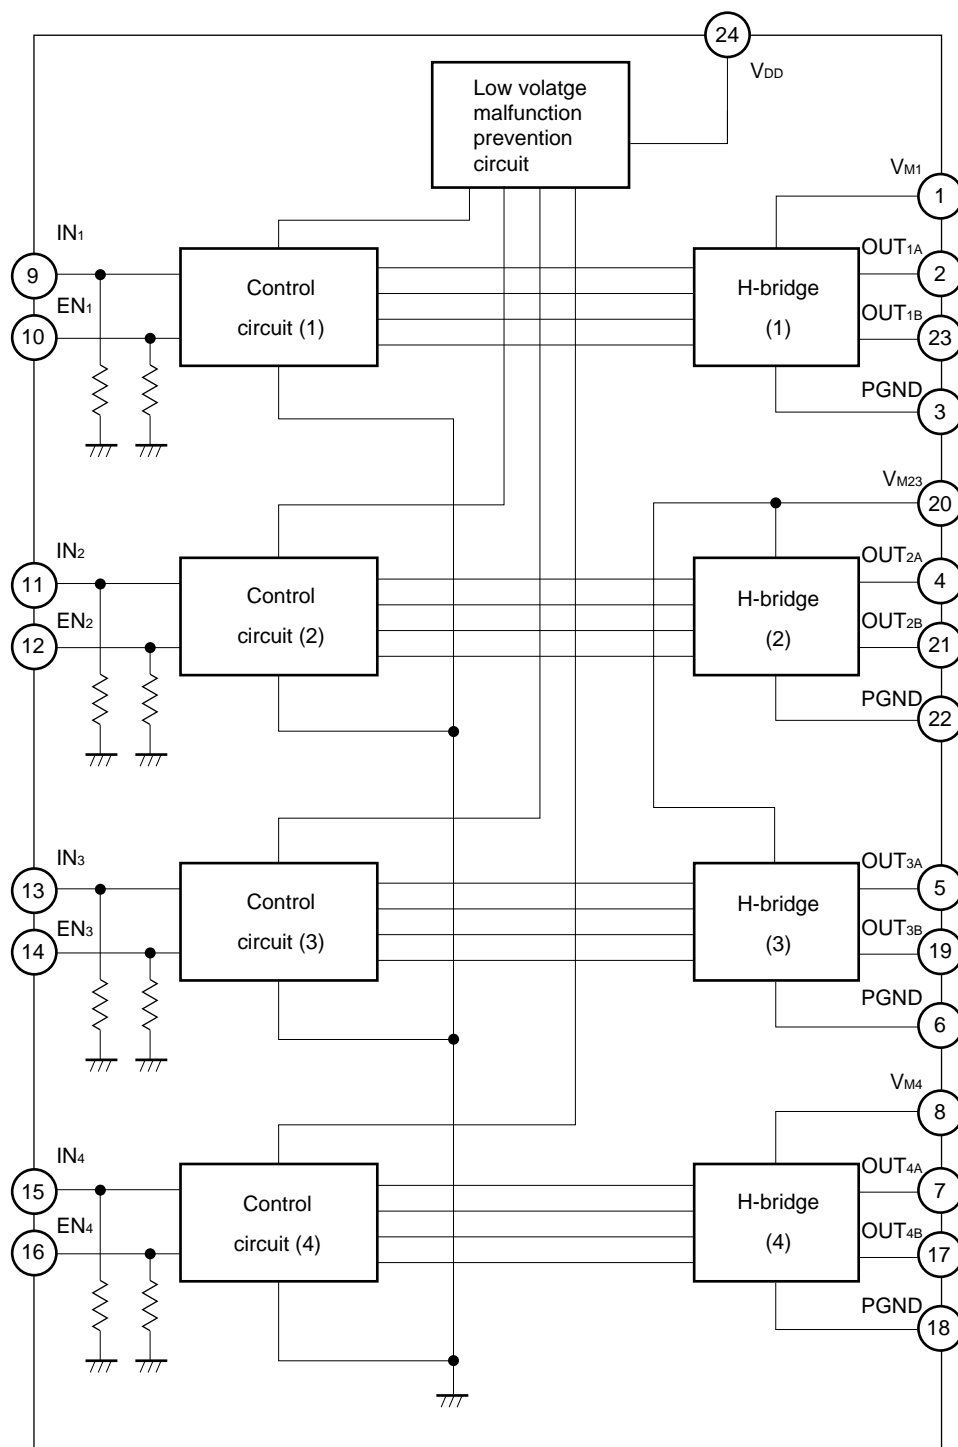 24
VDD
Low volatge
malfunction
prevention
circuit
VM1
1
IN1
9
EN1
10
Control
circuit (1)
H-bridge
(1)
OUT1A
2
OUT1B
23
PGND
3
VM23
20
IN2
11
EN2
12
Control
circuit (2)
H-bridge
(2)
OUT2A
4
OUT2B
21
PGND
22
IN3
13
EN3
14
Control
circuit (3)
H-bridge
(3)
OUT3A
5
OUT3B
19
PGND
6
VM4
8
IN4
15
EN4
16
Control
circuit (4)
H-bridge
(4)
OUT4A
7
OUT4B
17
PGND
18